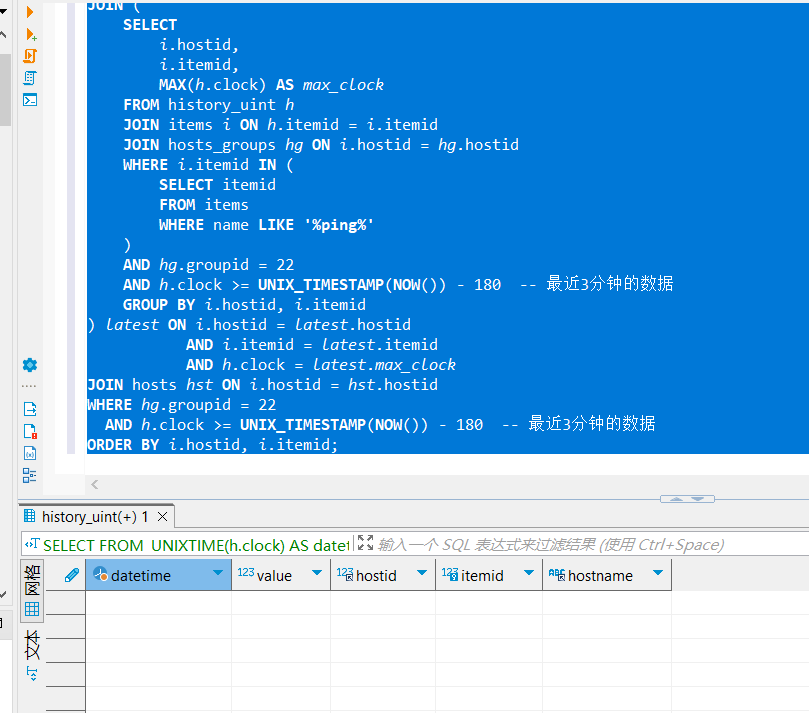 JOIN (
SELECT
i.hostid,
i.itemid,
MAX(h.clock) AS max_clock
FROM history_uint h
JOIN items i ON h.itemid = i.itemid
JOIN hosts_groups hg ON i.hostid = hg.hostid
WHERE i.itemid IN (
SELECT itemid
FROM items
WHERE name LIKE '%ping%'
)
AND hg.groupid = 22
AND h.clock >= UNIX_TIMESTAMP(NOW()) - 180 -- 最近3分钟的数据
GROUP BY i.hostid, i.itemid
) latest ON i.hostid = latest.hostid
AND i.itemid = latest.itemid
AND h.clock = latest.max_clock
JOIN hosts hst ON i.hostid = hst.hostid
WHERE hg.groupid = 22
AND h.clock >= UNIX_TIMESTAMP(NOW()) - 180 -- 最近3分钟的数据
ORDER BY i.hostid, i.itemid;
history_uint(+) 1
SELECT FROM_UNIXTIME(h.clock) AS datet
输入一个 SQL 表达式来过滤结果 (使用 Ctrl+Space)
网格
datetime 123 value 123 hostid 123 itemid ABC hostname
文本